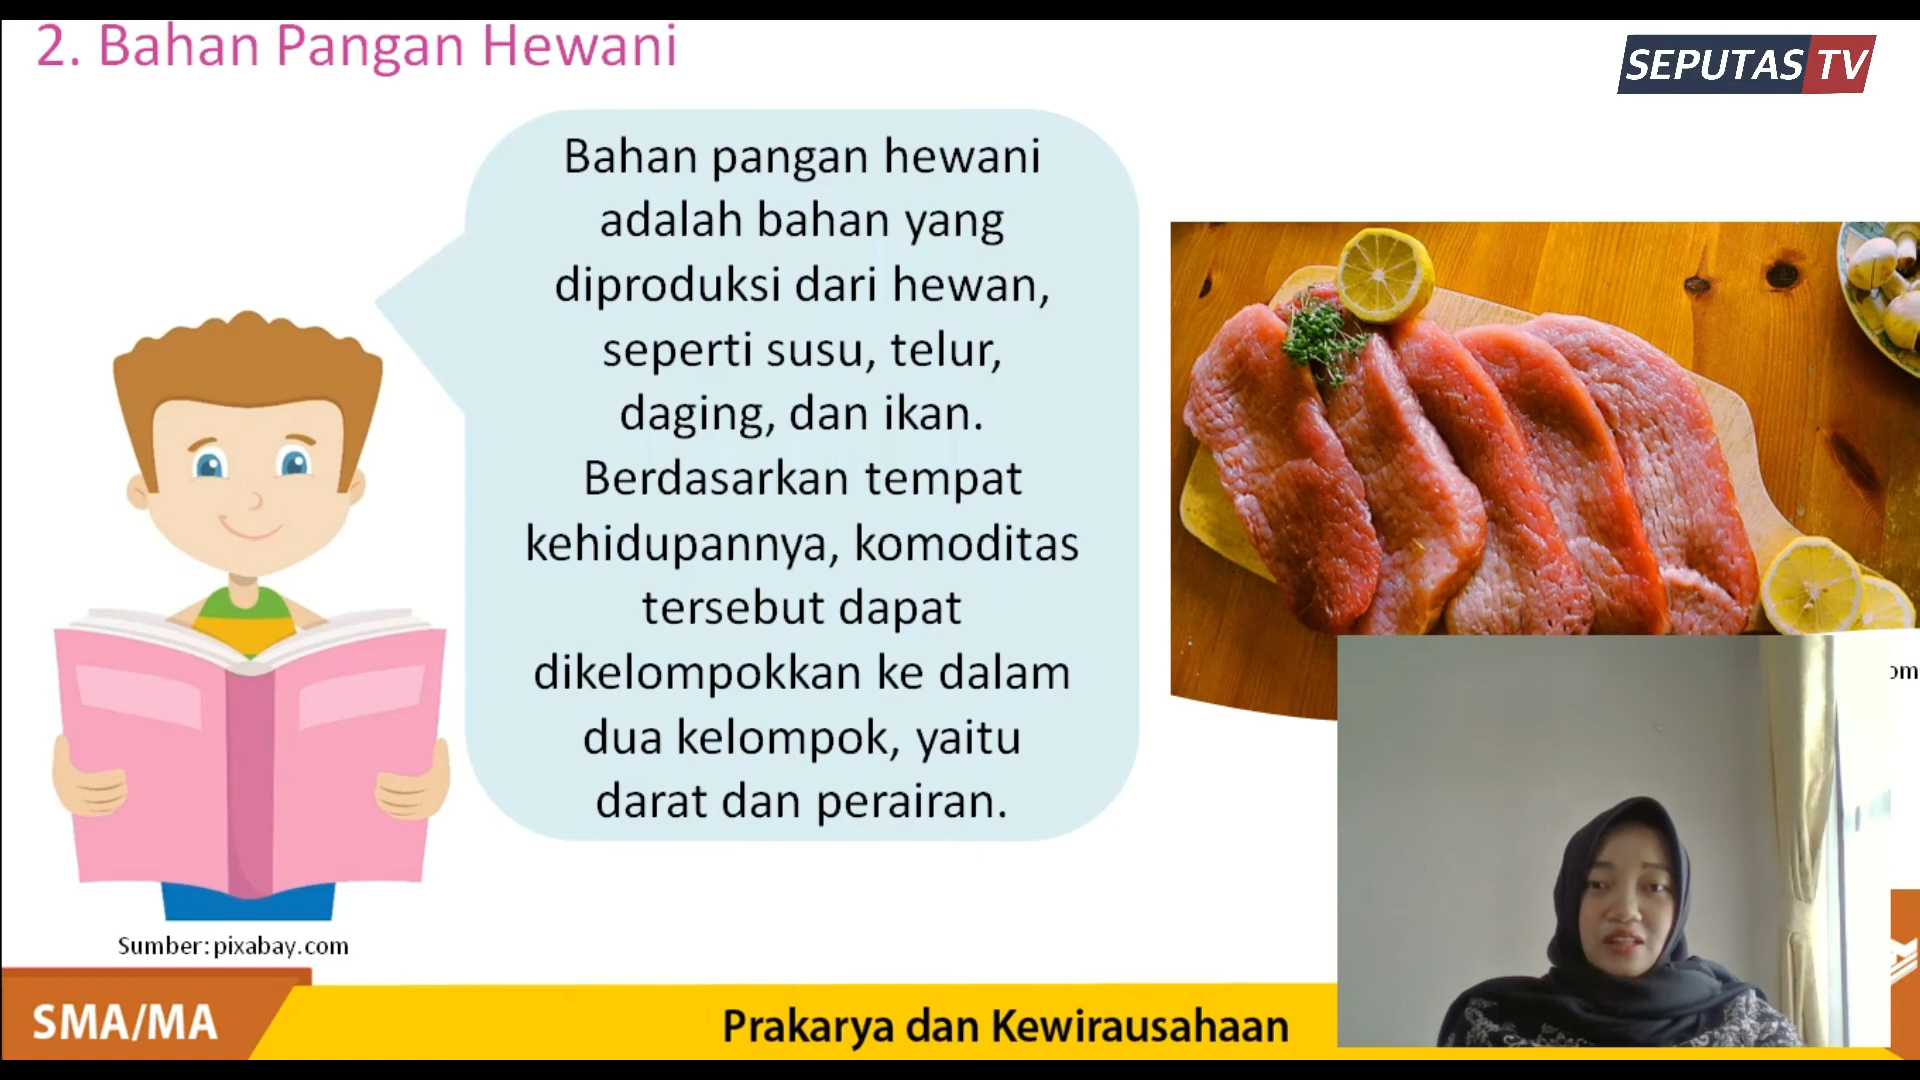 2. Bahan Pangan Hewani
SEPUTAS TV
Bahan pangan hewani
adalah bahan yang
diproduksi dari hewan,
seperti susu, telur,
daging, dan ikan.
Berdasarkan tempat
kehidupannya, komoditas
tersebut dapat
dikelompokkan ke dalam
dua kelompok, yaitu
darat dan perairan.
Sumber: pixabay.com
SMA/MA
Prakarya dan Kewirausahaan